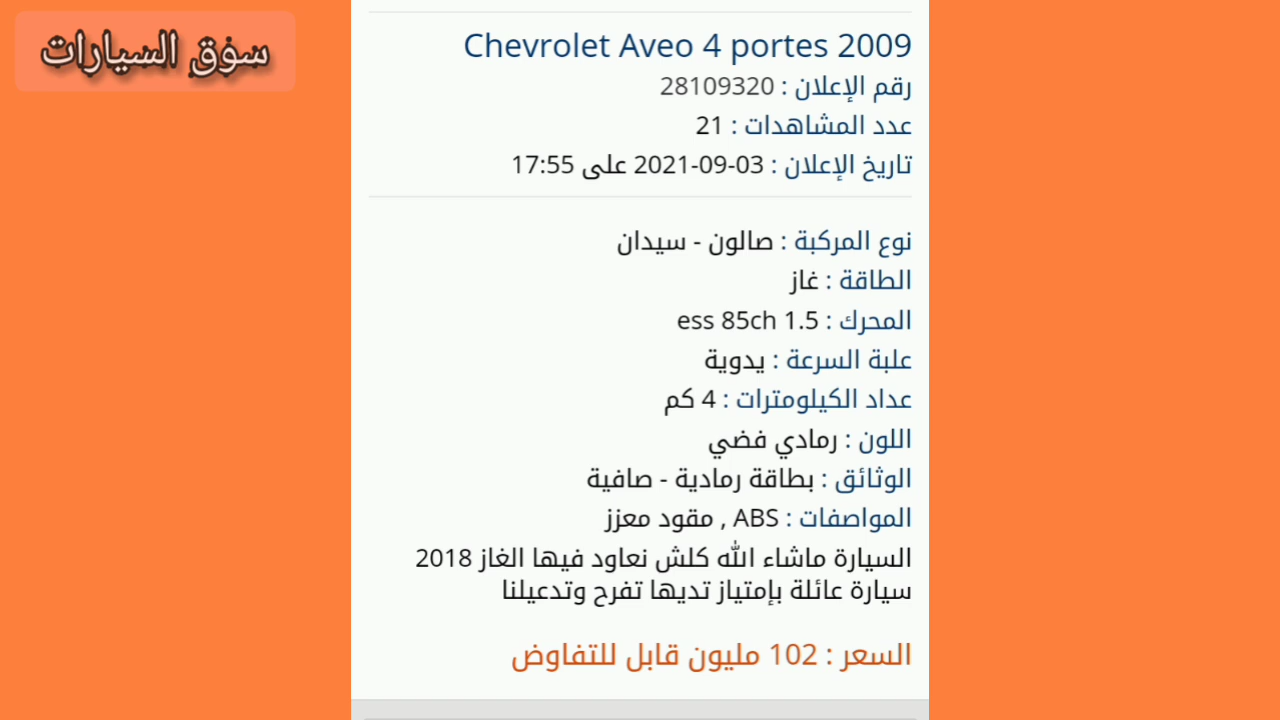 سوق السيارات
Chevrolet Aveo 4 portes 2009
رقم الإعلان : 28109320
عدد المشاهدات : 21
تاريخ الإعلان : 03-09-2021 على 17:55
نوع المركبة : صالون - سيدان
الطاقة : غاز
المحرك : 1.5 ess 85ch
علبة السرعة : يدوية
عداد الكيلومترات : 4 كم
اللون : رمادي فضي
الوثائق : بطاقة رمادية - صافية
المواصفات : ABS , مقود معزز
السيارة ماشاء الله كلش نعاود فيها الغاز 2018
سيارة عائلة بإمتياز تديها تفرح وتدعيلنا
السعر : 102 مليون قابل للتفاوض